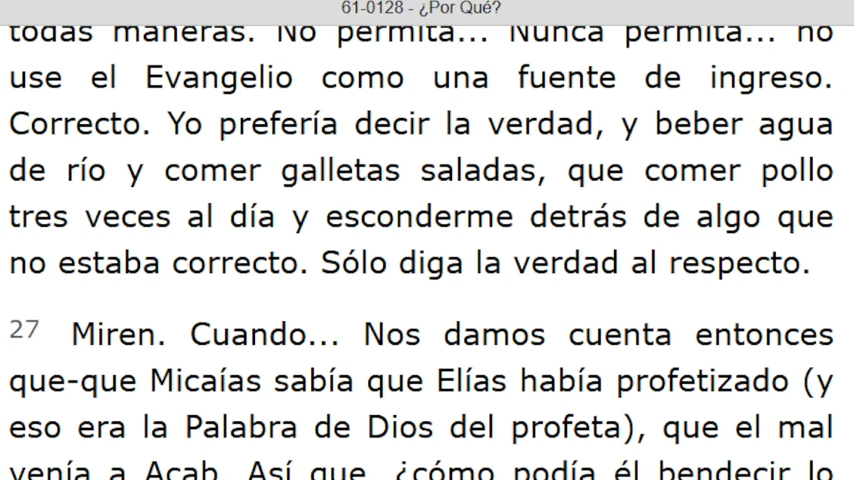 61-0128 - ¿Por Qué?
todas maneras. No permita... Nunca permita... no
use el Evangelio como una fuente de ingreso.
Correcto. Yo prefería decir la verdad, y beber agua
de río y comer galletas saladas, que comer pollo
tres veces al día y esconderme detrás de algo que
no estaba correcto. Sólo diga la verdad al respecto.
27 Miren. Cuando... Nos damos cuenta entonces
que-que Micaías sabía que Elías había profetizado (y
eso era la Palabra de Dios del profeta), que el mal
venía a Acab. Así que, ¿cómo podía él bendecir lo